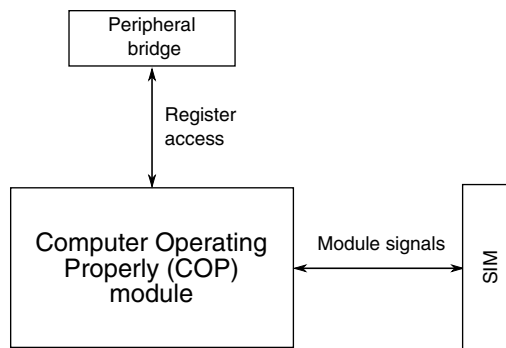 Peripheral
bridge
Register
access
Computer Operating
Properly (COP)
module
Module signals
SIM